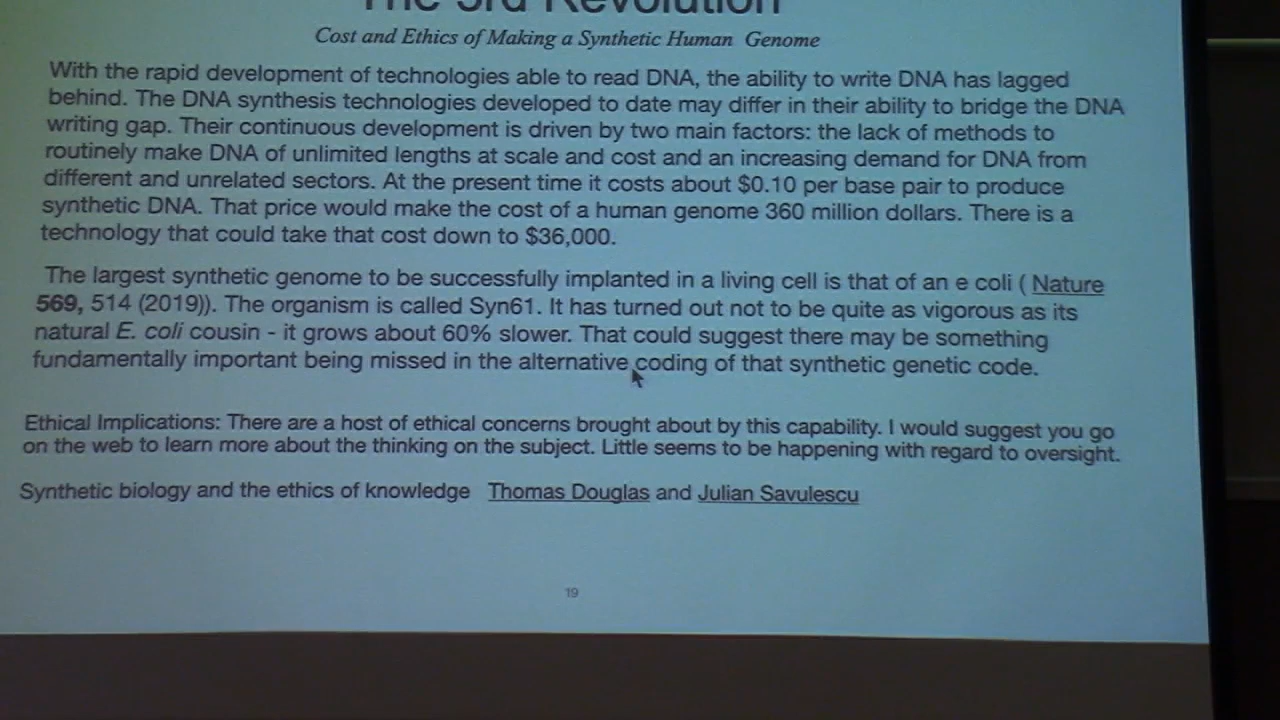 The 3rd Revolution
Cost and Ethics of Making a Synthetic Human Genome
With the rapid development of technologies able to read DNA, the ability to write DNA has lagged
behind. The DNA synthesis technologies developed to date may differ in their ability to bridge the DNA
writing gap. Their continuous development is driven by two main factors: the lack of methods to
routinely make DNA of unlimited lengths at scale and cost and an increasing demand for DNA from
different and unrelated sectors. At the present time it costs about $0.10 per base pair to produce
synthetic DNA. That price would make the cost of a human genome 360 million dollars. There is a
technology that could take that cost down to $36,000.
The largest synthetic genome to be successfully implanted in a living cell is that of an e coli ( Nature
569, 514 (2019)). The organism is called Syn61. It has turned out not to be quite as vigorous as its
natural E. coli cousin - it grows about 60% slower. That could suggest there may be something
fundamentally important being missed in the alternative coding of that synthetic genetic code.
Ethical Implications: There are a host of ethical concerns brought about by this capability. I would suggest you go
on the web to learn more about the thinking on the subject. Little seems to be happening with regard to oversight.
Synthetic biology and the ethics of knowledge Thomas Douglas and Julian Savulescu
19